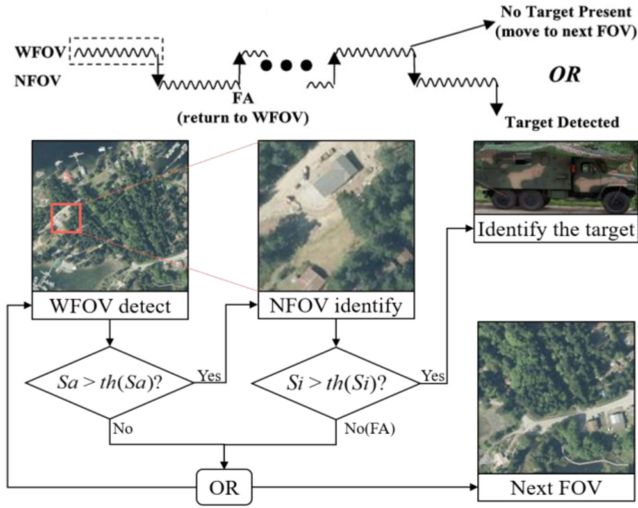 No Target Present
(move to next FOV)
WFOV
NFOV
FA
(return to WFOV)
OR
Target Detected
WFOV detect
NFOV identify
Identify the target
Sa > th(Sa)?
Yes
Si > th(Si)?
Yes
No
No(FA)
OR
Next FOV